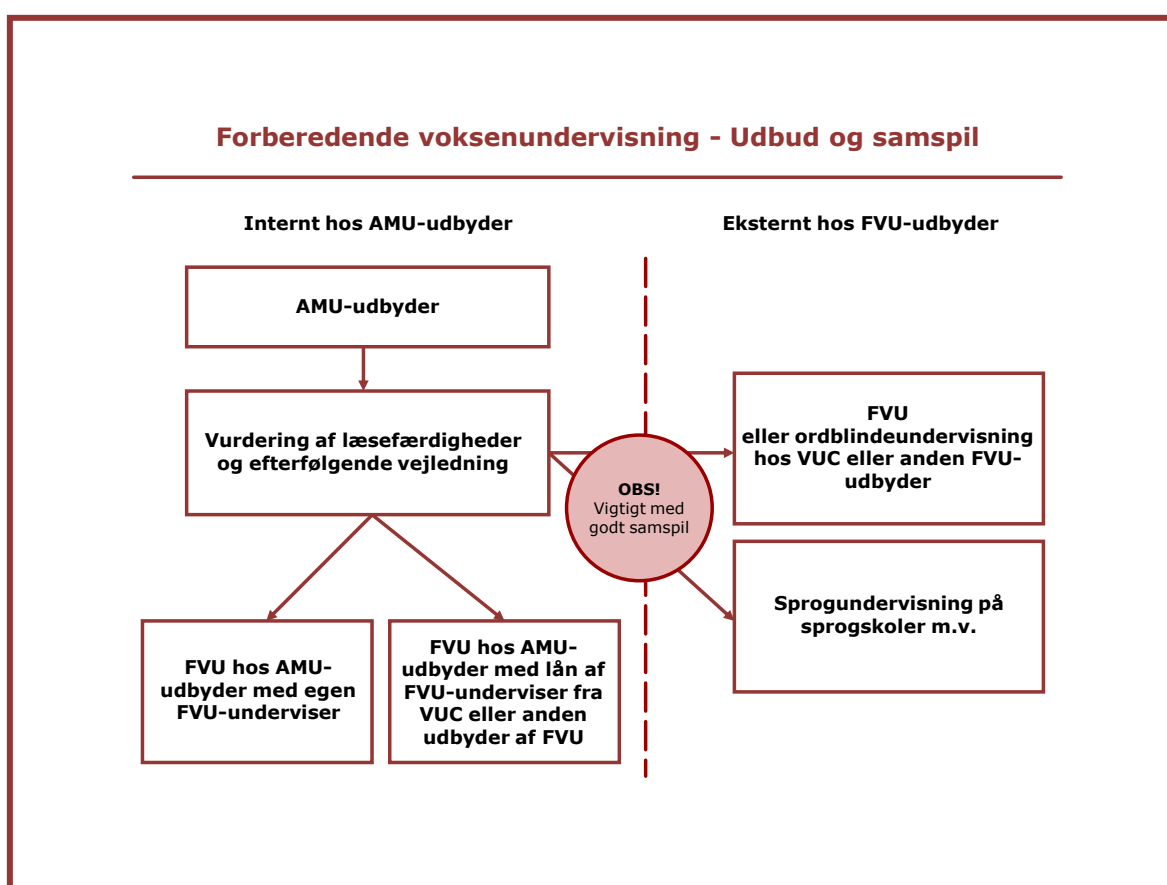 Forberedende voksenundervisning - Udbud og samspil
Internt hos AMU-udbyder
Eksternt hos FVU-udbyder
AMU-udbyder
Vurdering af læsefærdigheder
og efterfølgende vejledning
OBS!
Vigtigt med
godt samspil
FVU
eller ordblindeundervisning
hos VUC eller anden FVU-
udbyder
Sprogundervisning på
sprogskoler m.v.
FVU hos AMU-
udbyder med egen
FVU-underviser
FVU hos AMU-
udbyder med lån af
FVU-underviser fra
VUC eller anden
udbyder af FVU